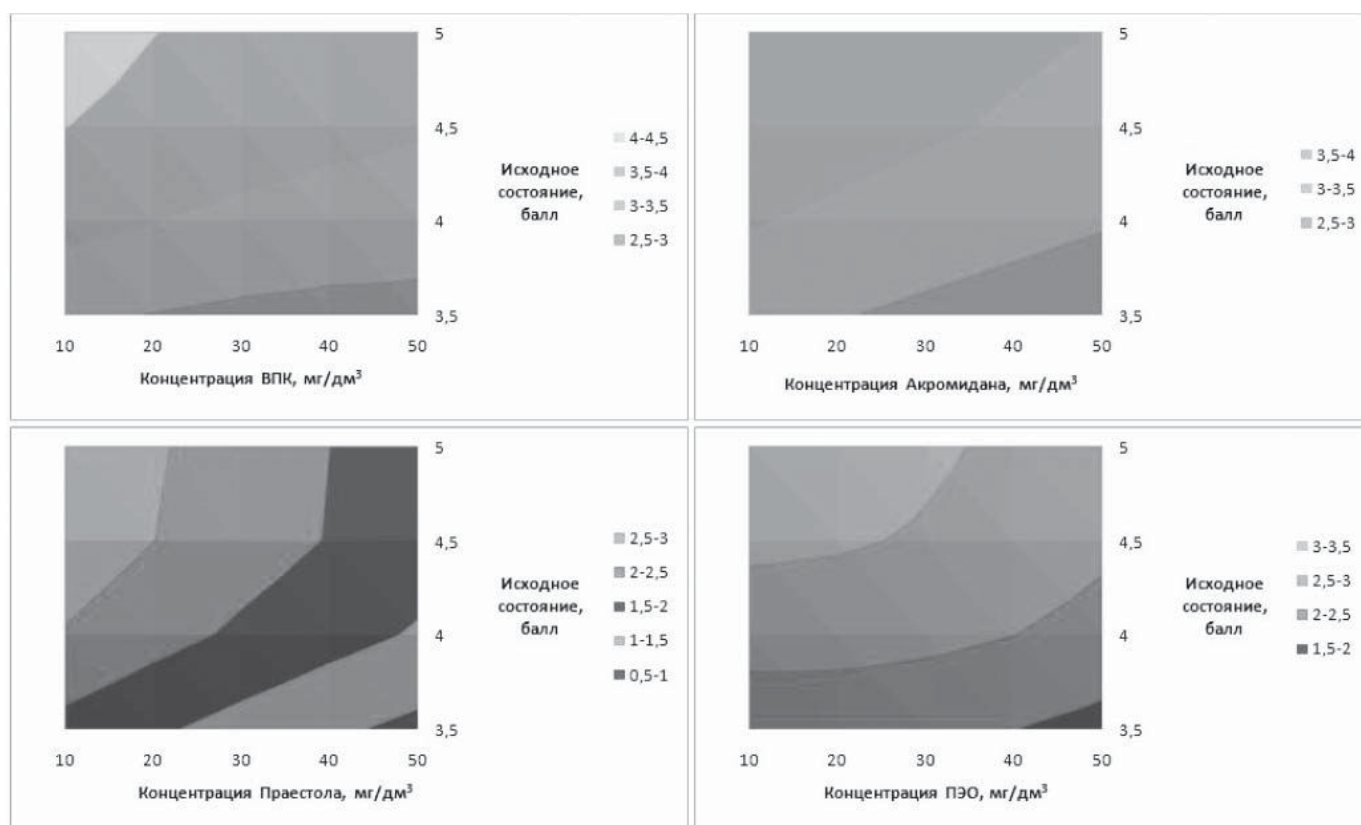 5
4,5
4
3,5
10 20 30 40 50
Концентрация ВПК, мг/дм³
Исходное
состояние,
балл
4-4,5
3,5-4
3-3,5
2,5-3
5
4,5
4
3,5
10 20 30 40 50
Концентрация Акромидана, мг/дм³
Исходное
состояние,
балл
3,5-4
3-3,5
2,5-3
5
4,5
4
3,5
10 20 30 40 50
Концентрация Праестола, мг/дм³
Исходное
состояние,
балл
2,5-3
2-2,5
1,5-2
1-1,5
0,5-1
5
4,5
4
3,5
10 20 30 40 50
Концентрация ПЭО, мг/дм³
Исходное
состояние,
балл
3-3,5
2,5-3
2-2,5
1,5-2